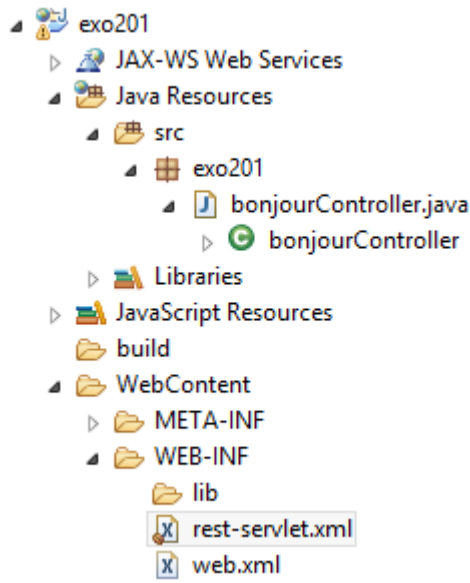 exo201
JAX-WS Web Services
Java Resources
src
exo201
bonjourController.java
bonjourController
Libraries
JavaScript Resources
build
WebContent
META-INF
WEB-INF
lib
rest-servlet.xml
web.xml